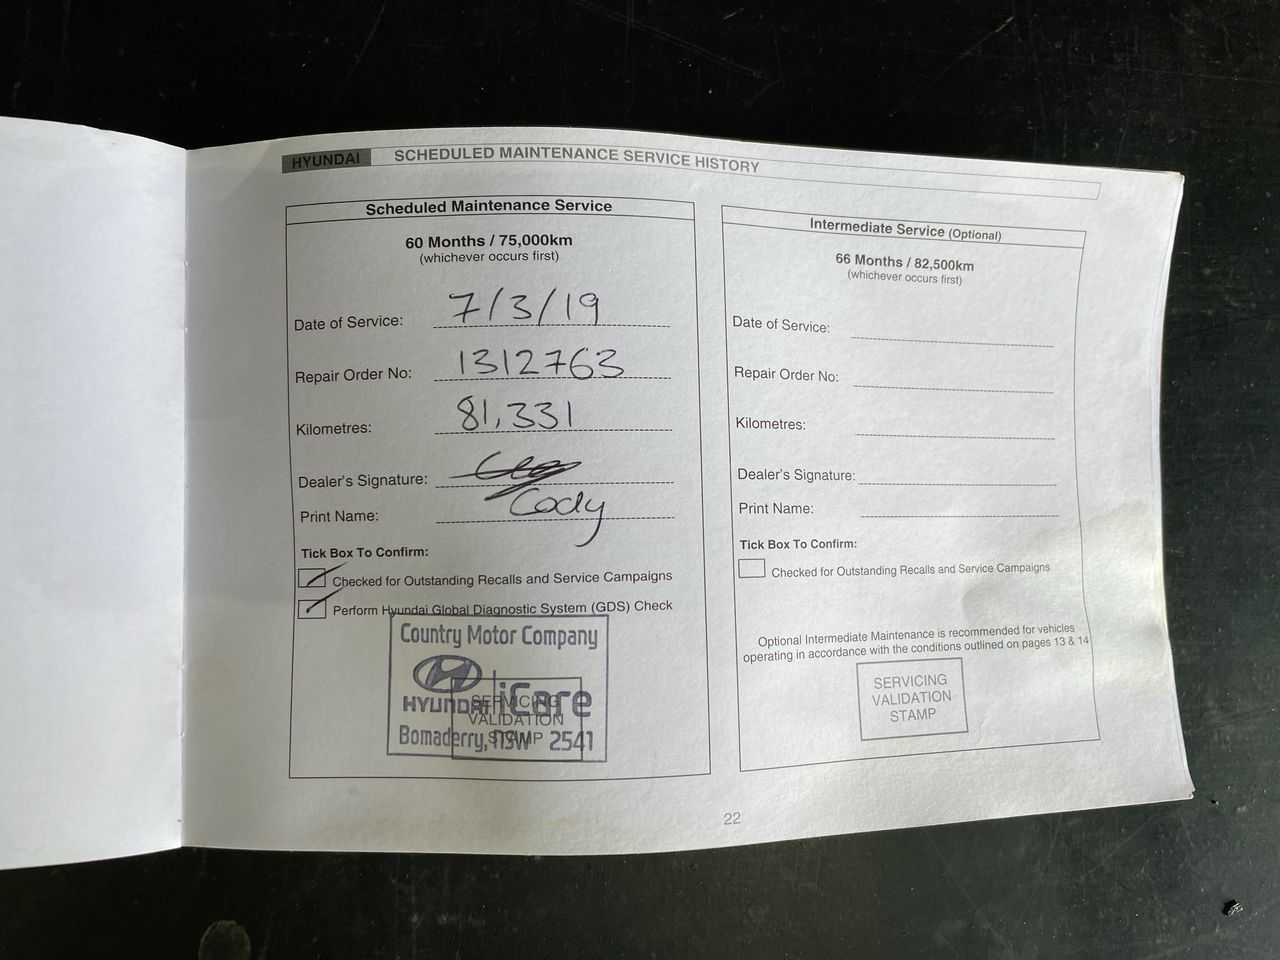 HYUNDAI SCHEDULED MAINTENANCE SERVICE HISTORY
Scheduled Maintenance Service
60 Months / 75,000km
(whichever occurs first)
Date of Service: 7/3/19
Repair Order No: 1312763
Kilometres: 81,331
Dealer's Signature:
Print Name: Cody
Tick Box To Confirm:
Checked for Outstanding Recalls and Service Campaigns
Perform Hyundai Global Diagnostic System (GDS) Check
Country Motor Company
HYUNDAI iCare
Bomaderry, NSW 2541
SERVICING
VALIDATION
STAMP
Intermediate Service (Optional)
66 Months / 82,500km
(whichever occurs first)
Date of Service:
Repair Order No:
Kilometres:
Dealer's Signature:
Print Name:
Tick Box To Confirm:
Checked for Outstanding Recalls and Service Campaigns
Optional Intermediate Maintenance is recommended for vehicles
operating in accordance with the conditions outlined on pages 13 & 14
SERVICING
VALIDATION
STAMP
22